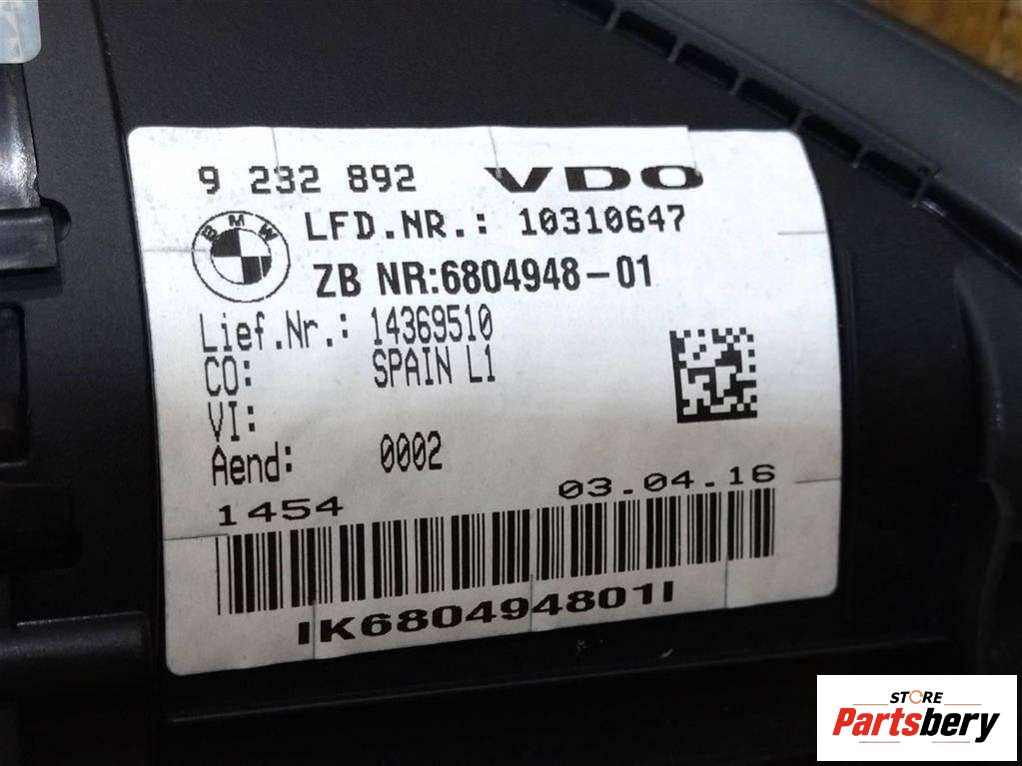 9 232 892 VDO
BMW
LFD.NR.: 10310647
ZB NR:6804948-01
Lief.Nr.: 14369510
CO: SPAIN L1
VI:
Aend: 0002
1454 03.04.16
IK680494801I
STORE
Partsbery